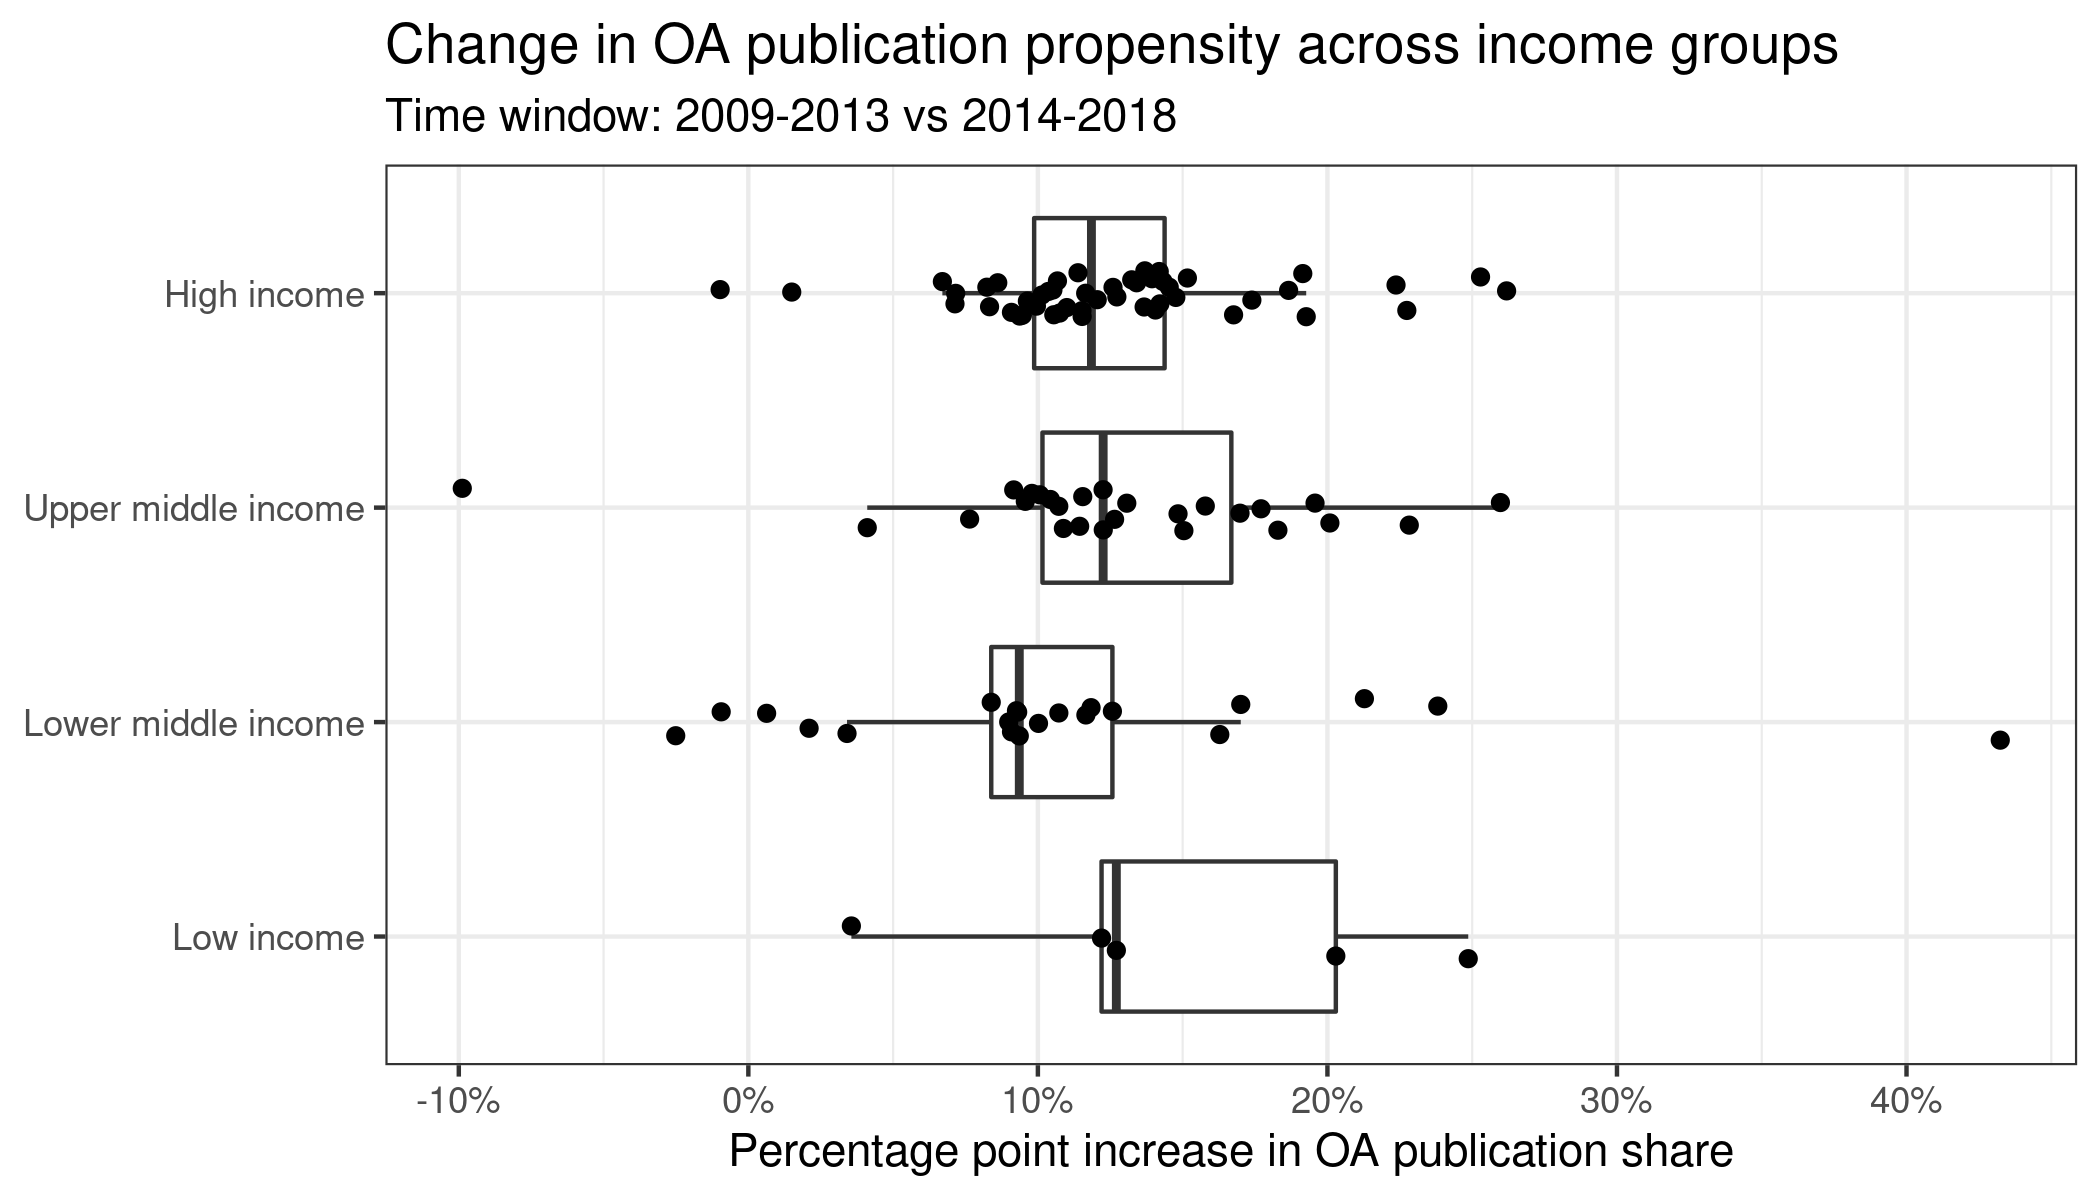 Change in OA publication propensity across income groups
Time window: 2009-2013 vs 2014-2018
High income
Upper middle income
Lower middle income
Low income
-10% 0% 10% 20% 30% 40%
Percentage point increase in OA publication share